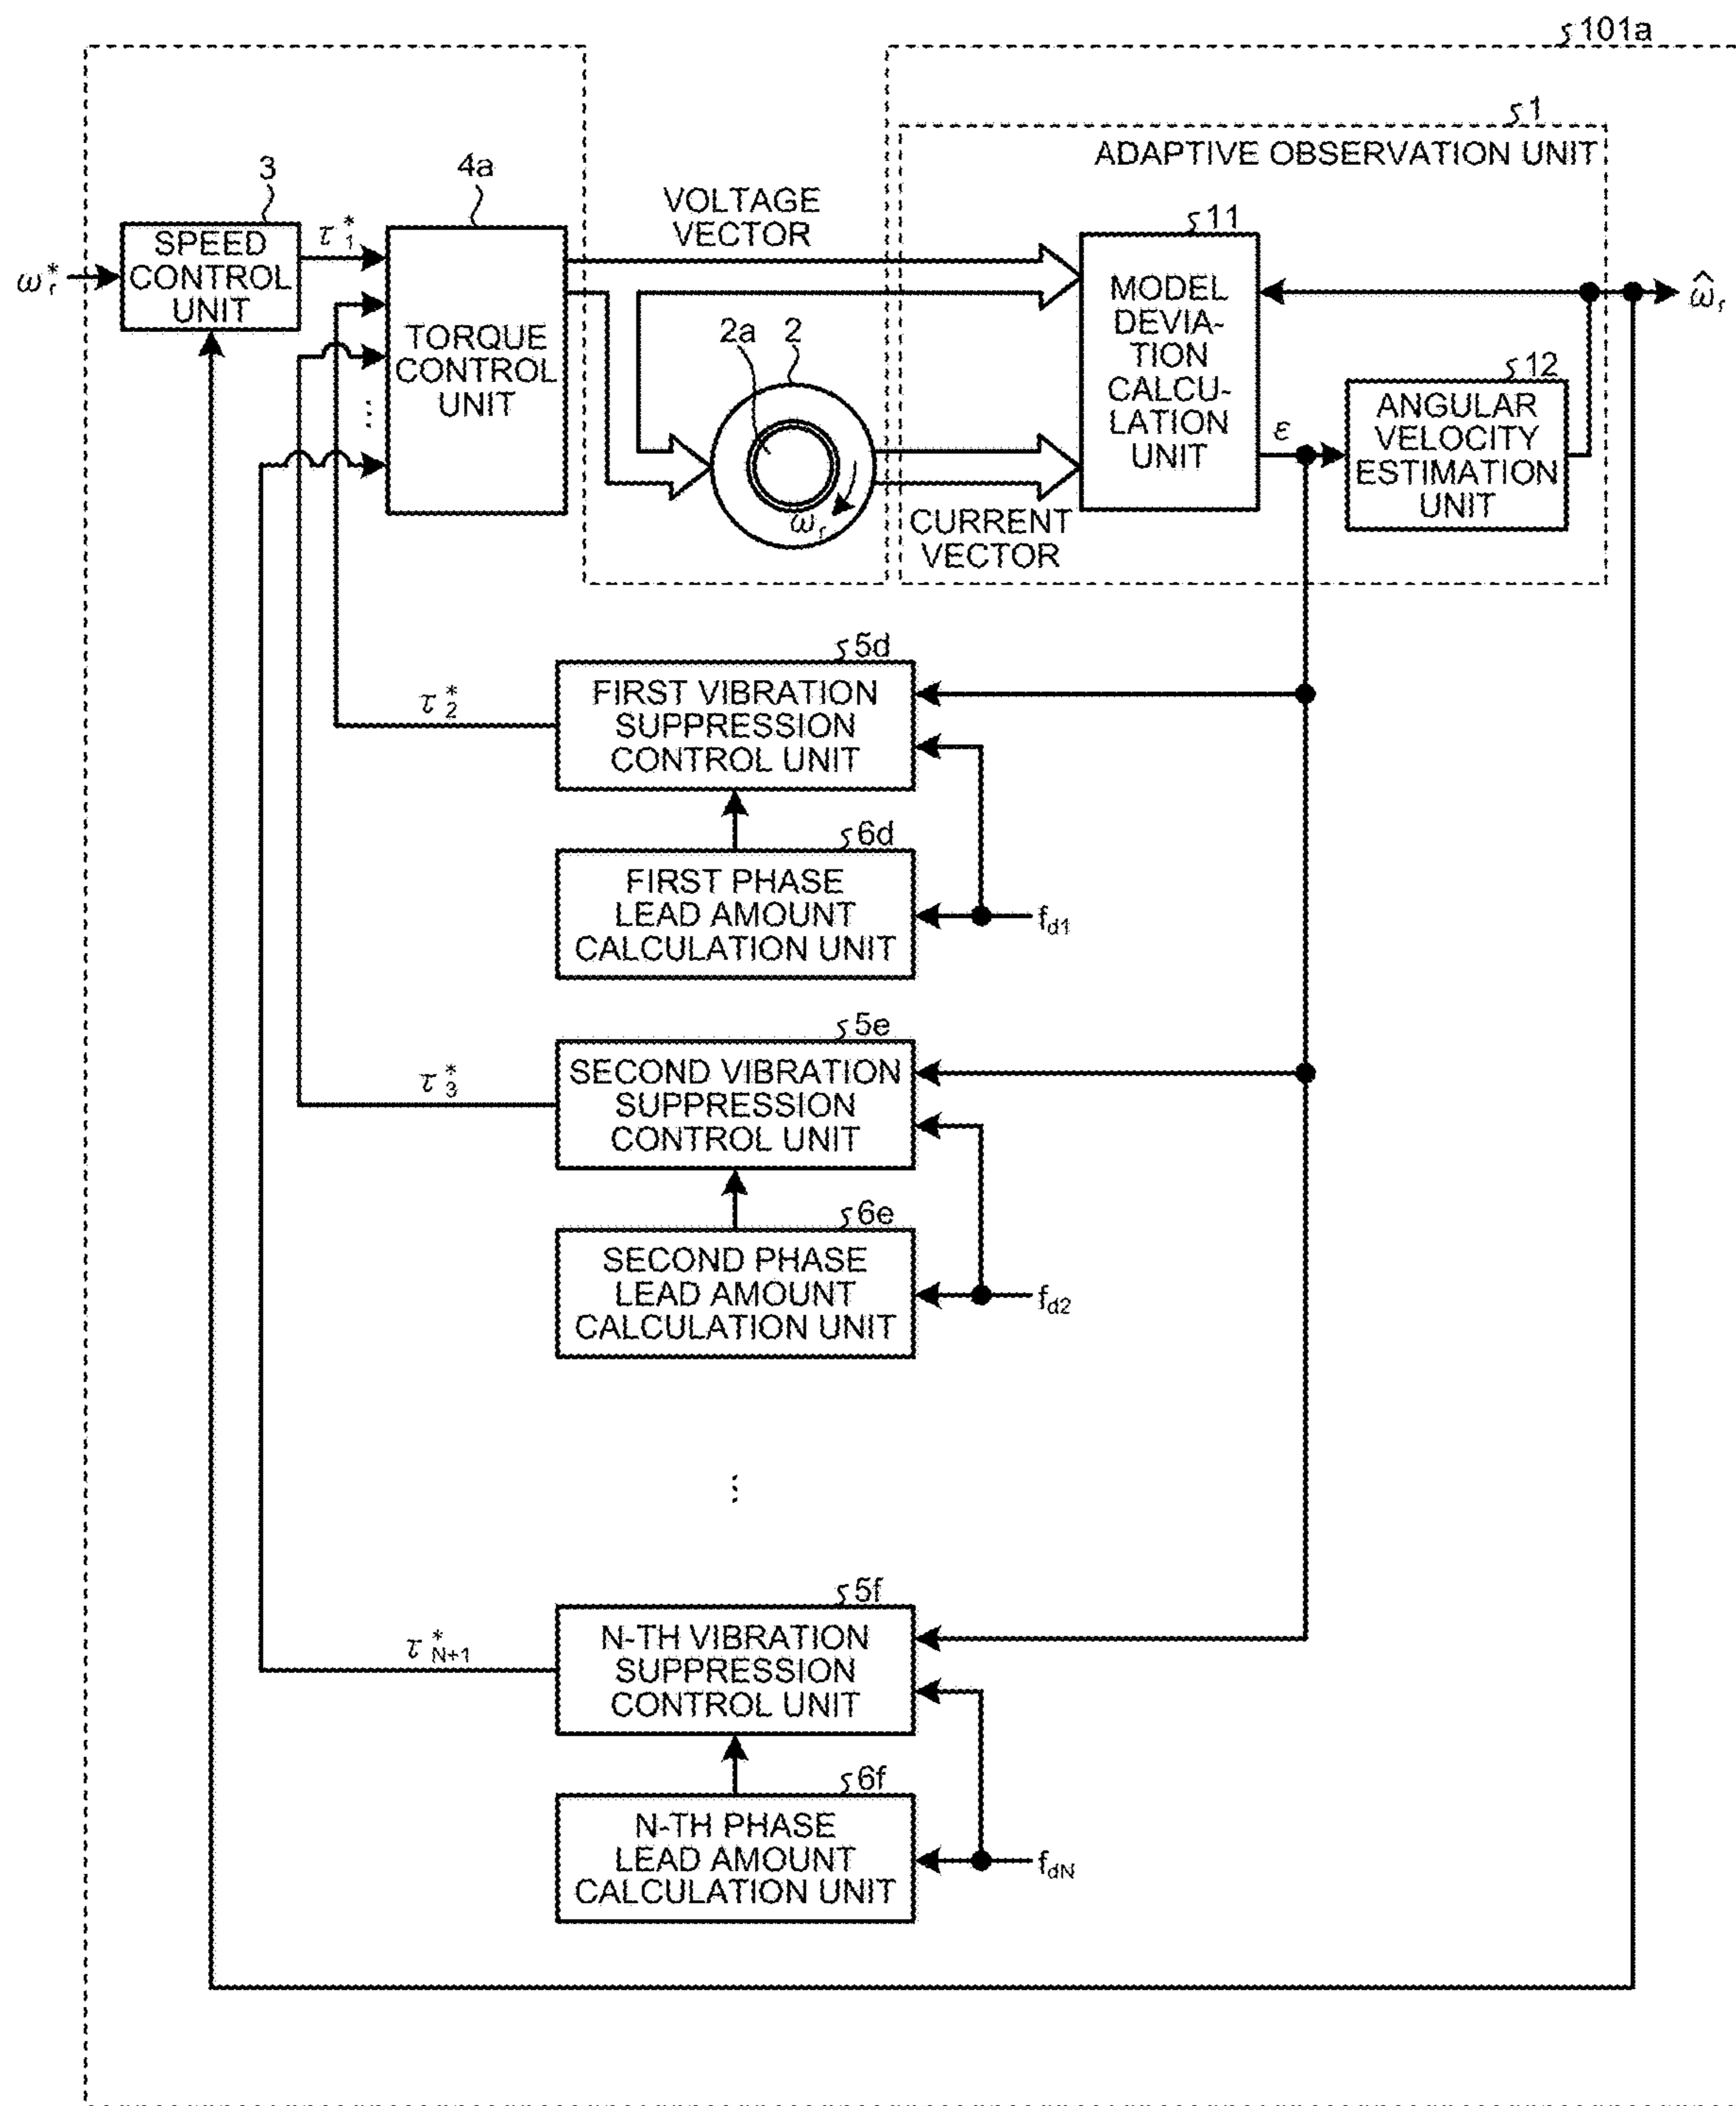 101a
1
ADAPTIVE OBSERVATION UNIT
3
4a
VOLTAGE
VECTOR
11
ω*r
SPEED
CONTROL
UNIT
τ*1
TORQUE
CONTROL
UNIT
⋮
2a
2
ωr
MODEL
DEVIA-
TION
CALCU-
LATION
UNIT
ω̂r
ε
12
ANGULAR
VELOCITY
ESTIMATION
UNIT
CURRENT
VECTOR
5d
FIRST VIBRATION
SUPPRESSION
CONTROL UNIT
τ*2
6d
FIRST PHASE
LEAD AMOUNT
CALCULATION UNIT
fd1
5e
SECOND VIBRATION
SUPPRESSION
CONTROL UNIT
τ*3
6e
SECOND PHASE
LEAD AMOUNT
CALCULATION UNIT
fd2
⋮
5f
N-TH VIBRATION
SUPPRESSION
CONTROL UNIT
τ*N+1
6f
N-TH PHASE
LEAD AMOUNT
CALCULATION UNIT
fdN